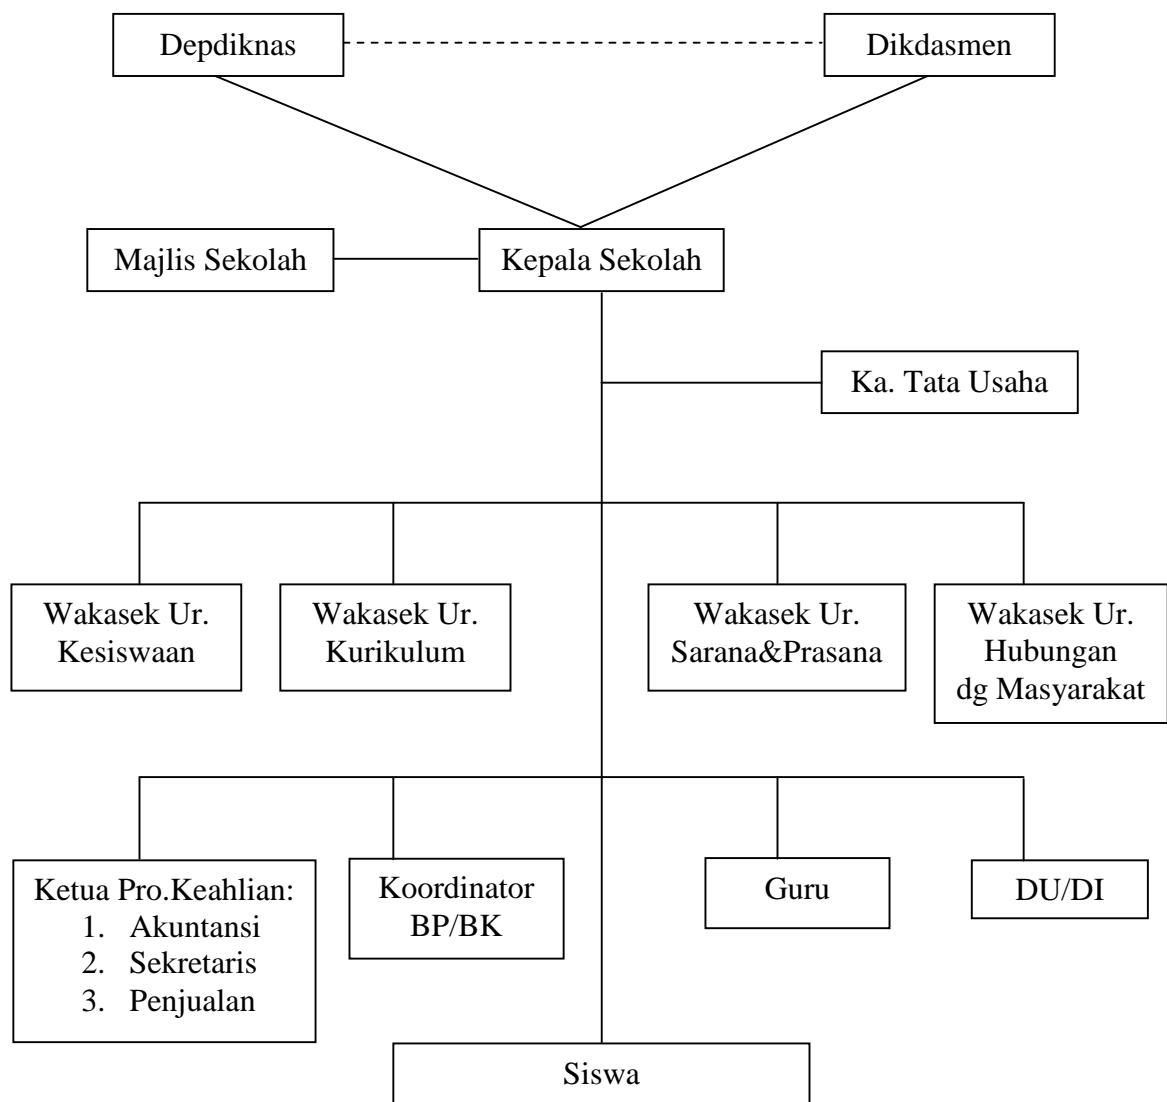 Depdiknas
Dikdasmen
Majlis Sekolah
Kepala Sekolah
Ka. Tata Usaha
Wakasek Ur.
Kesiswaan
Wakasek Ur.
Kurikulum
Wakasek Ur.
Sarana&Prasana
Wakasek Ur.
Hubungan
dg Masyarakat
Ketua Pro.Keahlian:
1. Akuntansi
2. Sekretaris
3. Penjualan
Koordinator
BP/BK
Guru
DU/DI
Siswa